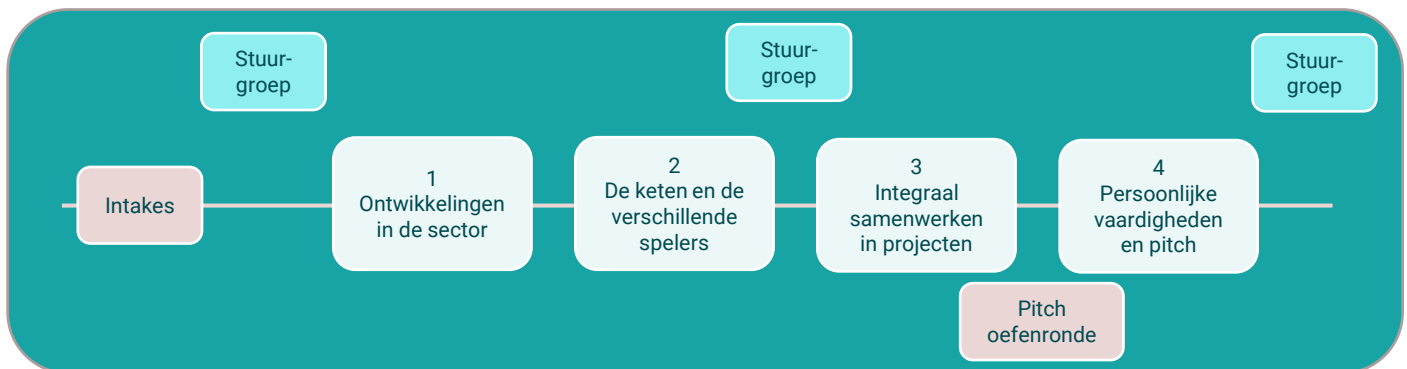 Stuur-
groep
Stuur-
groep
Stuur-
groep
Intakes
1
Ontwikkelingen
in de sector
2
De keten en de
verschillende
spelers
3
Integraal
samenwerken
in projecten
4
Persoonlijke
vaardigheden
en pitch
Pitch
oefenronde